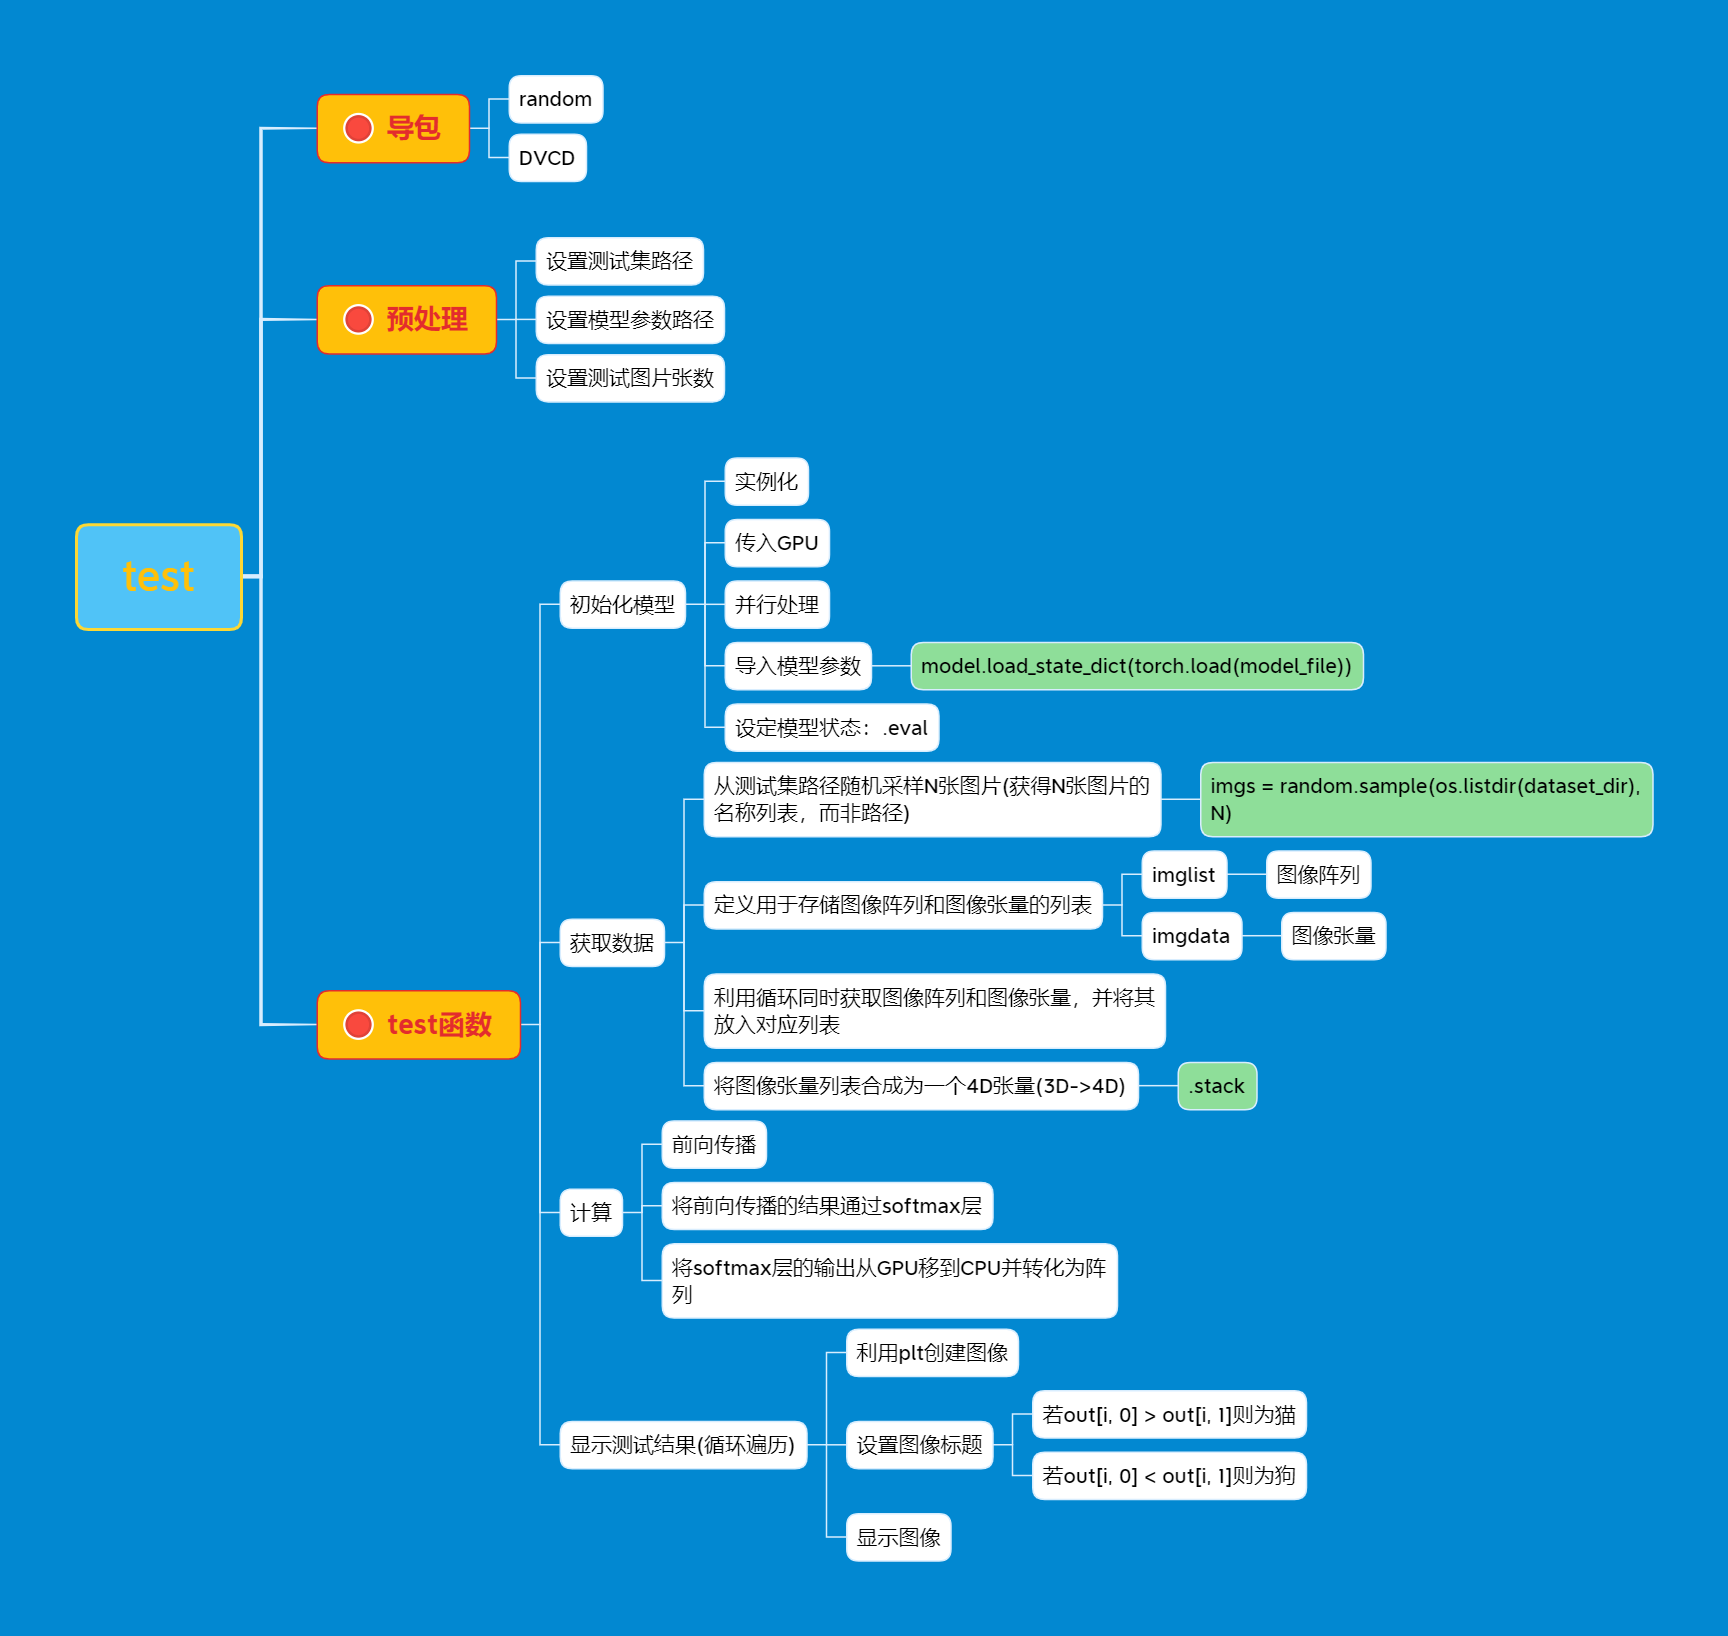 test
导包
random
DVCD
预处理
设置测试集路径
设置模型参数路径
设置测试图片张数
test函数
初始化模型
实例化
传入GPU
并行处理
导入模型参数
model.load_state_dict(torch.load(model_file))
设定模型状态：.eval
获取数据
从测试集路径随机采样N张图片(获得N张图片的
名称列表，而非路径)
imgs = random.sample(os.listdir(dataset_dir),
N)
定义用于存储图像阵列和图像张量的列表
imglist
图像阵列
imgdata
图像张量
利用循环同时获取图像阵列和图像张量，并将其
放入对应列表
将图像张量列表合成为一个4D张量(3D->4D)
.stack
计算
前向传播
将前向传播的结果通过softmax层
将softmax层的输出从GPU移到CPU并转化为阵
列
显示测试结果(循环遍历)
利用plt创建图像
设置图像标题
若out[i, 0] > out[i, 1]则为猫
若out[i, 0] < out[i, 1]则为狗
显示图像